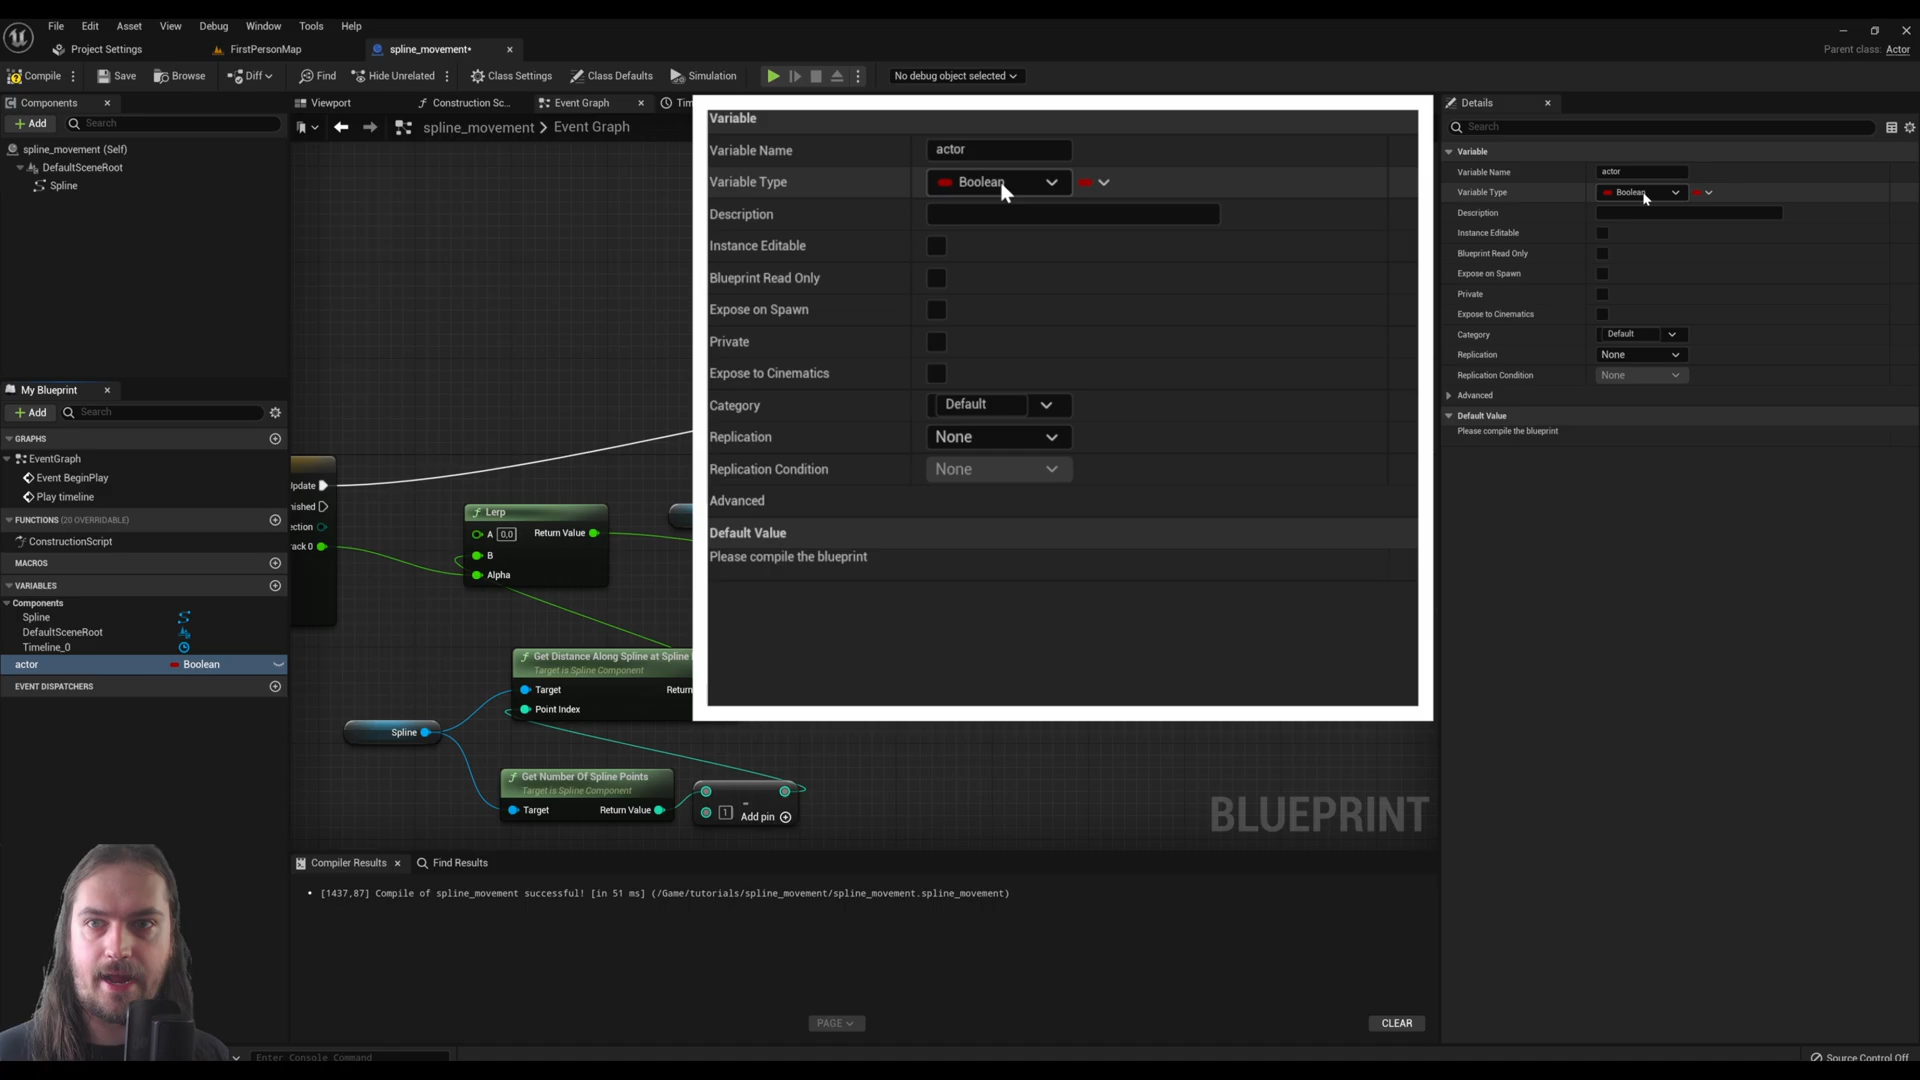 File Edit Asset View Debug Window Tools Help
Project Settings
FirstPersonMap
spline_movement*
Parent class: Actor
Compile
Save
Browse
Diff
Find
Hide Unrelated
Class Settings
Class Defaults
Simulation
No debug object selected
Components
Add
Search
spline_movement (Self)
DefaultSceneRoot
Spline
Viewport
Construction Sc...
Event Graph
spline_movement > Event Graph
My Blueprint
Add
Search
GRAPHS
EventGraph
Event BeginPlay
Play timeline
FUNCTIONS (20 OVERRIDABLE)
ConstructionScript
MACROS
VARIABLES
Components
Spline
DefaultSceneRoot
Timeline_0
actor Boolean
EVENT DISPATCHERS
Update
ished
ection
rack 0
Lerp
A 0,0 Return Value
B
Alpha
Get Distance Along Spline at Spline
Target is Spline Component
Target
Return
Point Index
Spline
Get Number Of Spline Points
Target is Spline Component
Target Return Value
-
1 Add pin
BLUEPRINT
Variable
Variable Name actor
Variable Type Boolean
Description
Instance Editable
Blueprint Read Only
Expose on Spawn
Private
Expose to Cinematics
Category Default
Replication None
Replication Condition None
Advanced
Default Value
Please compile the blueprint
Details
Search
Variable
Variable Name actor
Variable Type Boolean
Description
Instance Editable
Blueprint Read Only
Expose on Spawn
Private
Expose to Cinematics
Category Default
Replication None
Replication Condition None
Advanced
Default Value
Please compile the blueprint
Compiler Results
Find Results
[1437,87] Compile of spline_movement successful! [in 51 ms] (/Game/tutorials/spline_movement/spline_movement.spline_movement)
PAGE
CLEAR
Enter Console Command
Source Control Off